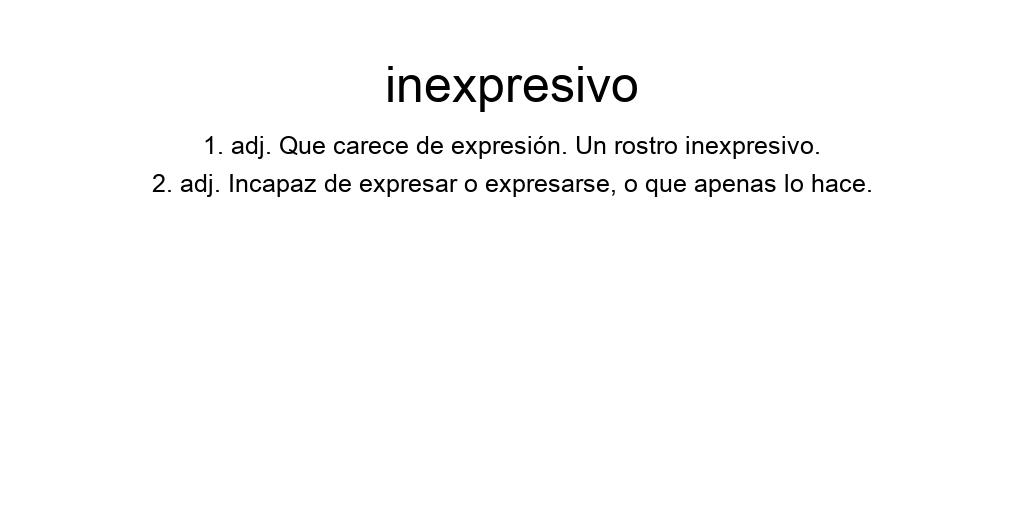 inexpresivo
1. adj. Que carece de expresión. Un rostro inexpresivo.
2. adj. Incapaz de expresar o expresarse, o que apenas lo hace.